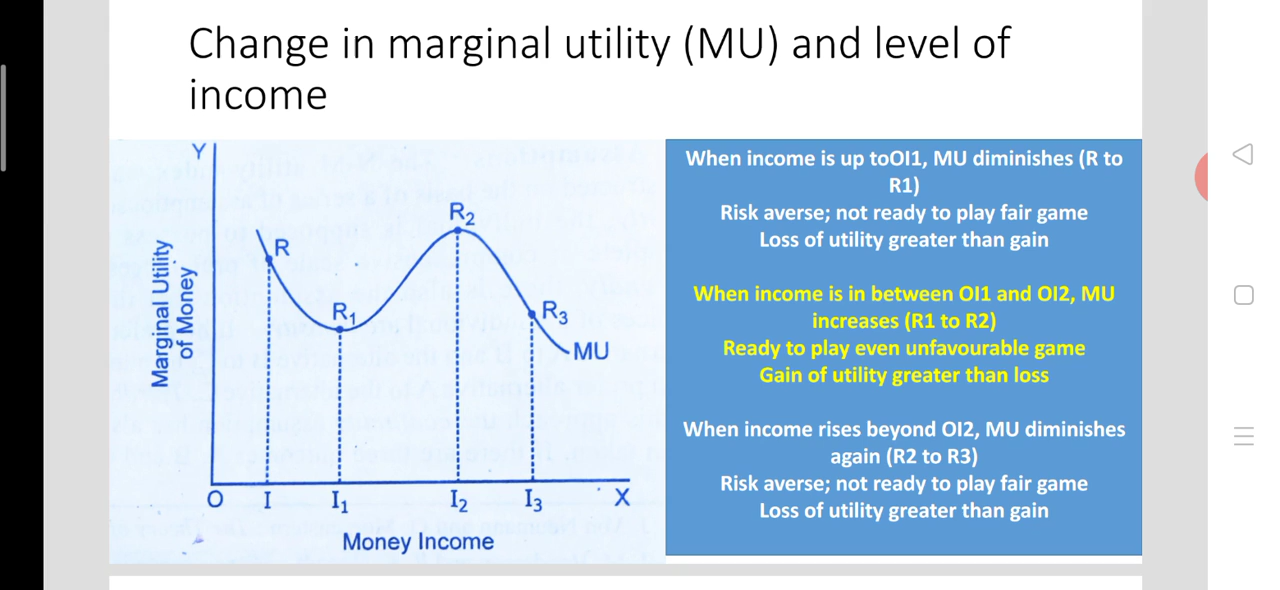 Change in marginal utility (MU) and level of
income
Y
Marginal Utility
of Money
R
R1
R2
R3
MU
O
I
I1
I2
I3
X
Money Income
When income is up toOI1, MU diminishes (R to
R1)
Risk averse; not ready to play fair game
Loss of utility greater than gain
When income is in between OI1 and OI2, MU
increases (R1 to R2)
Ready to play even unfavourable game
Gain of utility greater than loss
When income rises beyond OI2, MU diminishes
again (R2 to R3)
Risk averse; not ready to play fair game
Loss of utility greater than gain